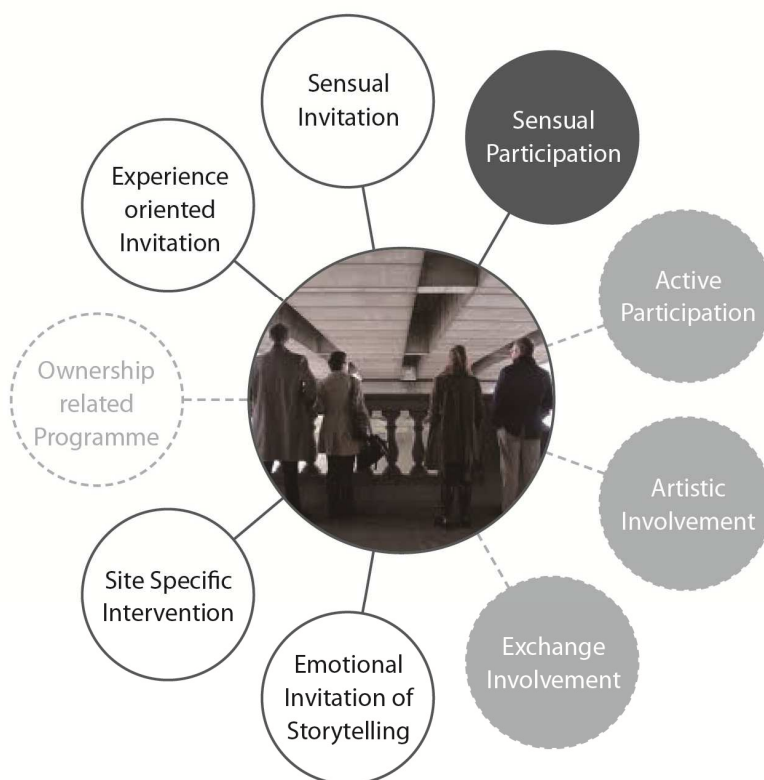 Sensual
Invitation
Sensual
Participation
Experience
oriented
Invitation
Active
Participation
Ownership
related
Programme
Artistic
Involvement
Site Specific
Intervention
Exchange
Involvement
Emotional
Invitation of
Storytelling